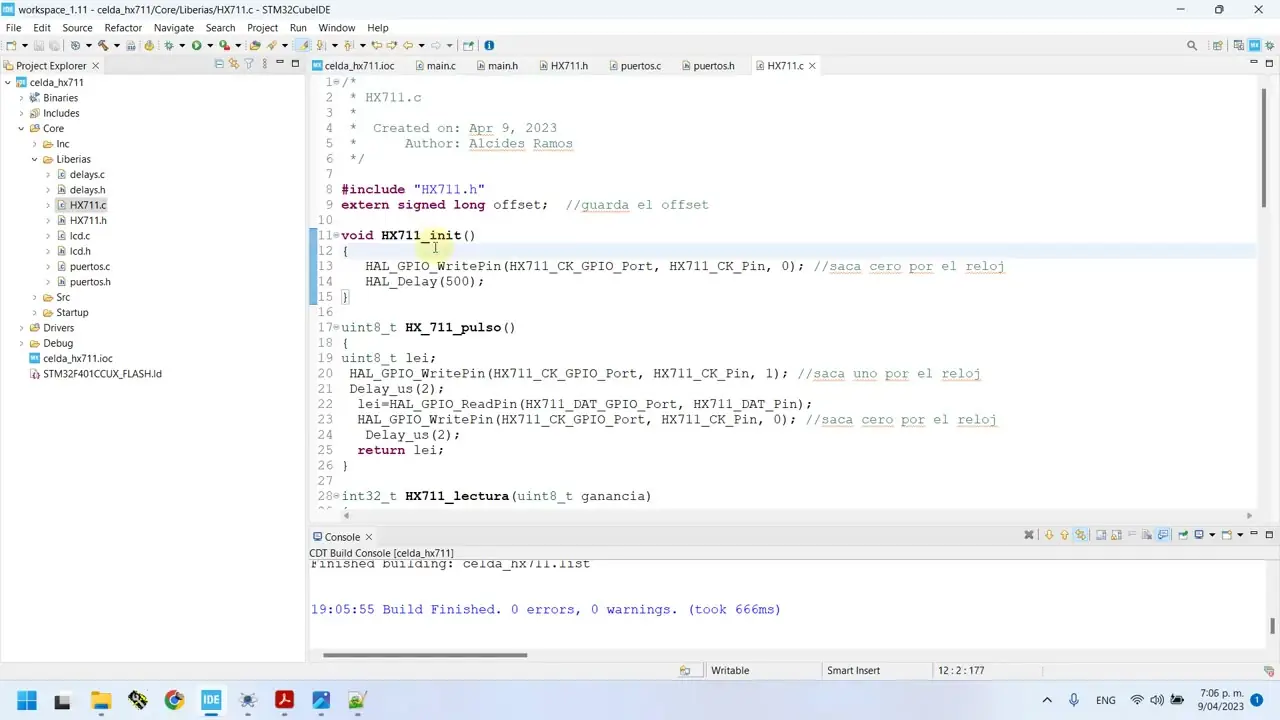 workspace_1.11 - celda_hx711/Core/Liberias/HX711.c - STM32CubeIDE
File Edit Source Refactor Navigate Search Project Run Window Help
Project Explorer
celda_hx711.ioc main.c main.h HX711.h puertos.c puertos.h HX711.c
celda_hx711
Binaries
Includes
Core
Inc
Liberias
delays.c
delays.h
HX711.c
HX711.h
lcd.c
lcd.h
puertos.c
puertos.h
Src
Startup
Drivers
Debug
celda_hx711.ioc
STM32F401CCUX_FLASH.ld
1 /*
2 * HX711.c
3 *
4 * Created on: Apr 9, 2023
5 * Author: Alcides Ramos
6 */
7
8 #include "HX711.h"
9 extern signed long offset; //guarda el offset
10
11 void HX711_init()
12 {
13 HAL_GPIO_WritePin(HX711_CK_GPIO_Port, HX711_CK_Pin, 0); //saca cero por el reloj
14 HAL_Delay(500);
15 }
16
17 uint8_t HX_711_pulso()
18 {
19 uint8_t lei;
20 HAL_GPIO_WritePin(HX711_CK_GPIO_Port, HX711_CK_Pin, 1); //saca uno por el reloj
21 Delay_us(2);
22 lei=HAL_GPIO_ReadPin(HX711_DAT_GPIO_Port, HX711_DAT_Pin);
23 HAL_GPIO_WritePin(HX711_CK_GPIO_Port, HX711_CK_Pin, 0); //saca cero por el reloj
24 Delay_us(2);
25 return lei;
26 }
27
28 int32_t HX711_lectura(uint8_t ganancia)
Console
CDT Build Console [celda_hx711]
Finished building: celda_hx711.list
19:05:55 Build Finished. 0 errors, 0 warnings. (took 666ms)
Writable Smart Insert 12 : 2 : 177
IDE
ENG
7:06 p. m.
9/04/2023
1